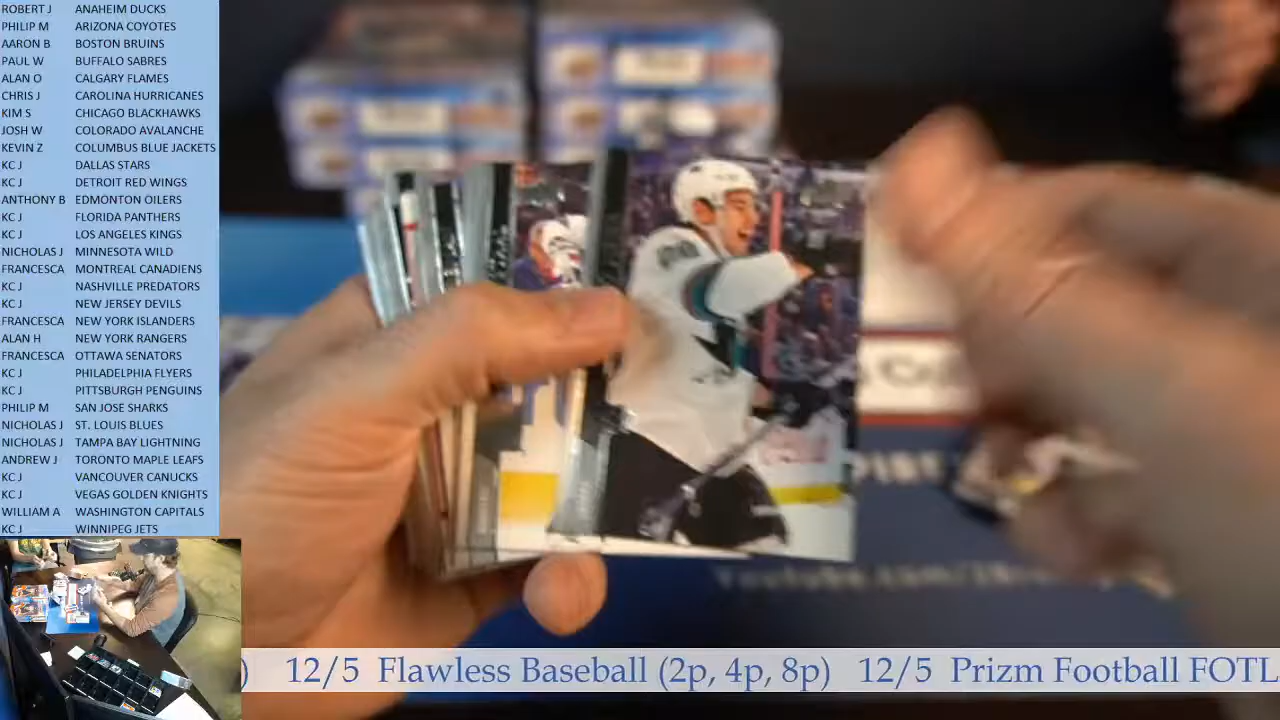 ROBERT J ANAHEIM DUCKS
PHILIP M ARIZONA COYOTES
AARON B BOSTON BRUINS
PAUL W BUFFALO SABRES
ALAN O CALGARY FLAMES
CHRIS J CAROLINA HURRICANES
KIM S CHICAGO BLACKHAWKS
JOSH W COLORADO AVALANCHE
KEVIN Z COLUMBUS BLUE JACKETS
KC J DALLAS STARS
KC J DETROIT RED WINGS
ANTHONY B EDMONTON OILERS
KC J FLORIDA PANTHERS
KC J LOS ANGELES KINGS
NICHOLAS J MINNESOTA WILD
FRANCESCA MONTREAL CANADIENS
KC J NASHVILLE PREDATORS
KC J NEW JERSEY DEVILS
FRANCESCA NEW YORK ISLANDERS
ALAN H NEW YORK RANGERS
FRANCESCA OTTAWA SENATORS
KC J PHILADELPHIA FLYERS
KC J PITTSBURGH PENGUINS
PHILIP M SAN JOSE SHARKS
NICHOLAS J ST. LOUIS BLUES
NICHOLAS J TAMPA BAY LIGHTNING
ANDREW J TORONTO MAPLE LEAFS
KC J VANCOUVER CANUCKS
KC J VEGAS GOLDEN KNIGHTS
WILLIAM A WASHINGTON CAPITALS
KC J WINNIPEG JETS
) 12/5 Flawless Baseball (2p, 4p, 8p) 12/5 Prizm Football FOTL